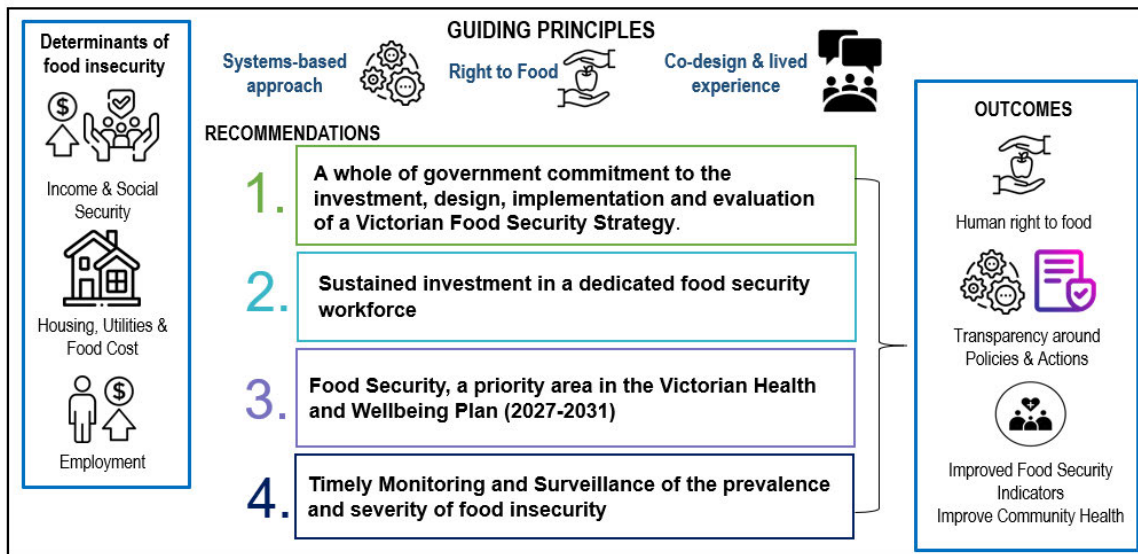 Determinants of
food insecurity
$
Income & Social
Security
Housing, Utilities &
Food Cost
$
Employment
GUIDING PRINCIPLES
Systems-based
approach
Right to Food
Co-design & lived
experience
RECOMMENDATIONS
1.
A whole of government commitment to the
investment, design, implementation and evaluation
of a Victorian Food Security Strategy.
2.
Sustained investment in a dedicated food security
workforce
3.
Food Security, a priority area in the Victorian Health
and Wellbeing Plan (2027-2031)
4.
Timely Monitoring and Surveillance of the prevalence
and severity of food insecurity
OUTCOMES
Human right to food
Transparency around
Policies & Actions
Improved Food Security
Indicators
Improve Community Health